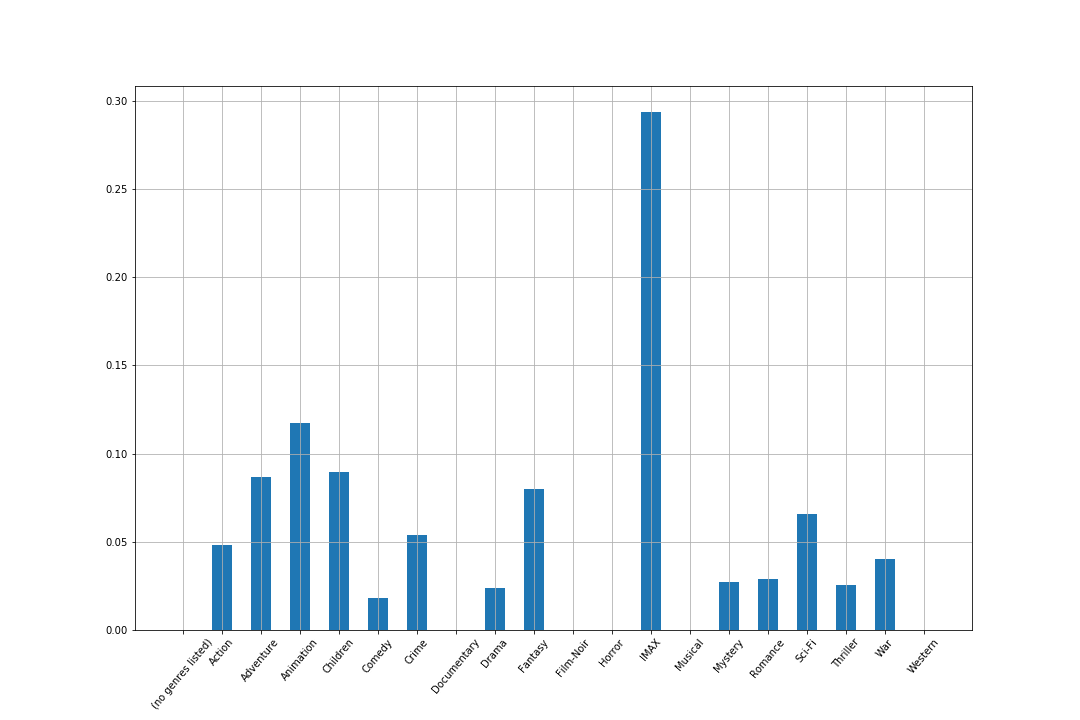 0.30
0.25
0.20
0.15
0.10
0.05
0.00
(no genres listed)
Action
Adventure
Animation
Children
Comedy
Crime
Documentary
Drama
Fantasy
Film-Noir
Horror
IMAX
Musical
Mystery
Romance
Sci-Fi
Thriller
War
Western